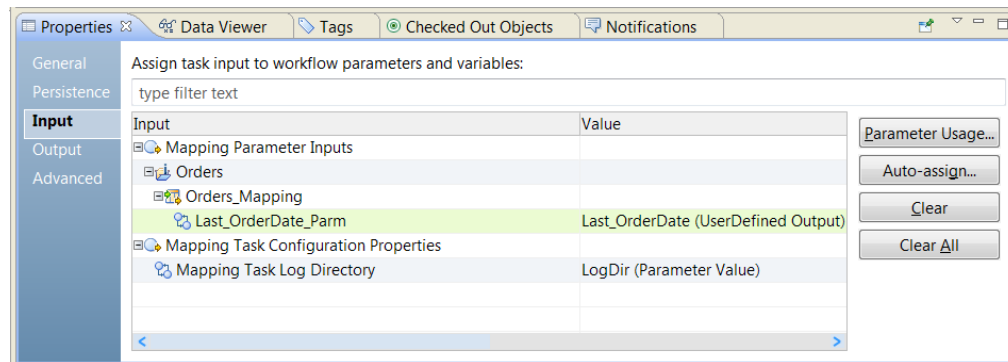 Properties Data Viewer Tags Checked Out Objects Notifications
General
Persistence
Input
Output
Advanced
Assign task input to workflow parameters and variables:
type filter text
Input Value
Mapping Parameter Inputs
Orders
Orders_Mapping
Last_OrderDate_Parm Last_OrderDate (UserDefined Output)
Mapping Task Configuration Properties
Mapping Task Log Directory LogDir (Parameter Value)
Parameter Usage...
Auto-assign...
Clear
Clear All